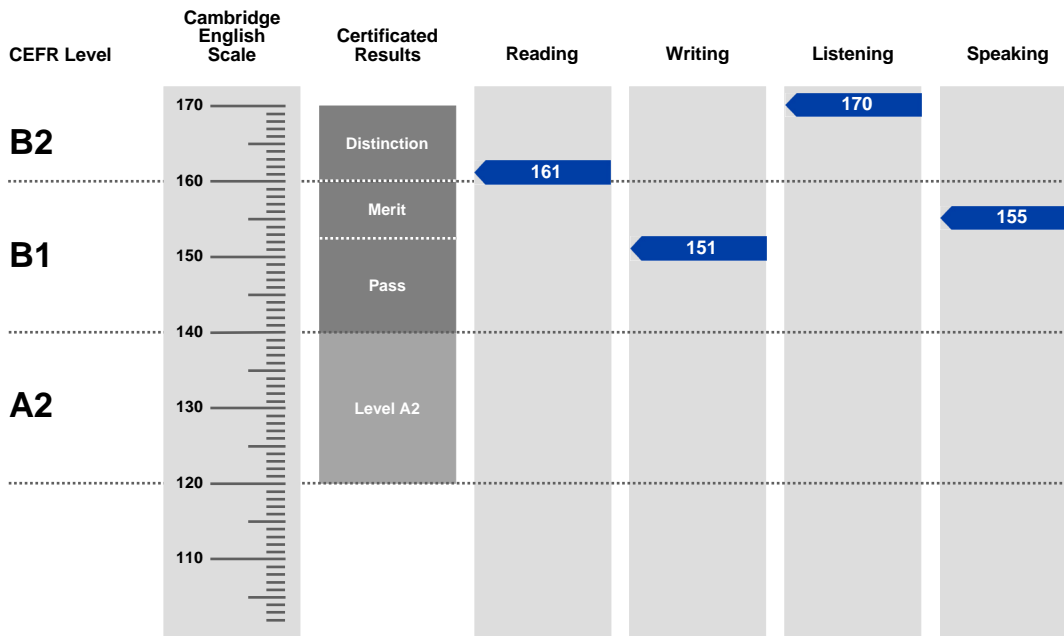 CEFR Level
Cambridge
English
Scale
Certificated
Results
Reading
Writing
Listening
Speaking
170
170
B2
Distinction
161
160
Merit
155
B1
151
150
Pass
140
A2
130
Level A2
120
110